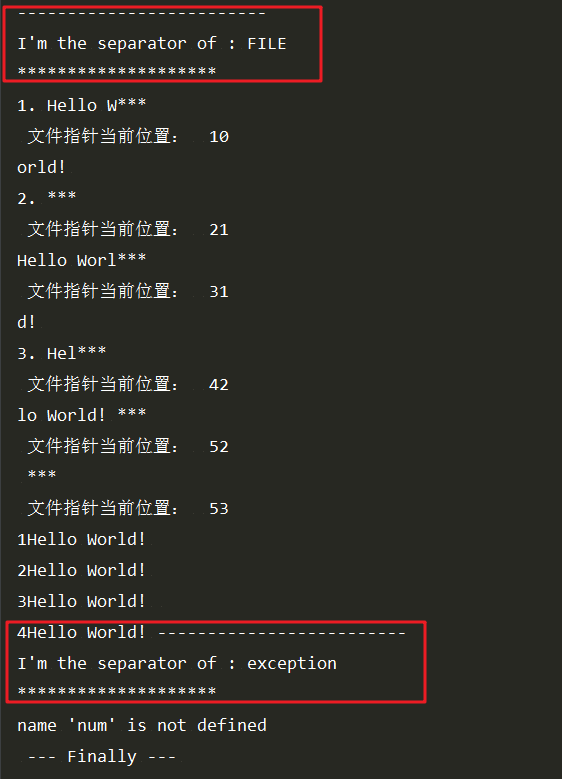 -------------------------
I'm the separator of : FILE
********************
1. Hello W***
文件指针当前位置： 10
orld!
2. ***
文件指针当前位置： 21
Hello Worl***
文件指针当前位置： 31
d!
3. Hel***
文件指针当前位置： 42
lo World! ***
文件指针当前位置： 52
***
文件指针当前位置： 53
1Hello World!
2Hello World!
3Hello World!
4Hello World! -------------------------
I'm the separator of : exception
********************
name 'num' is not defined
--- Finally ---